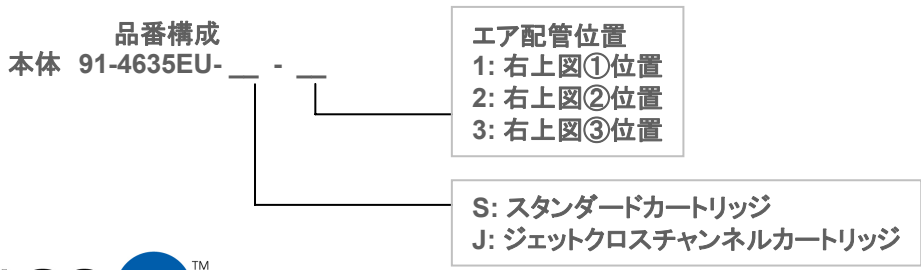 品番構成
本体 91-4635EU-__ - __
エア配管位置
1: 右上図①位置
2: 右上図②位置
3: 右上図③位置
S: スタンダードカートリッジ
J: ジェットクロスチャンネルカートリッジ
TM